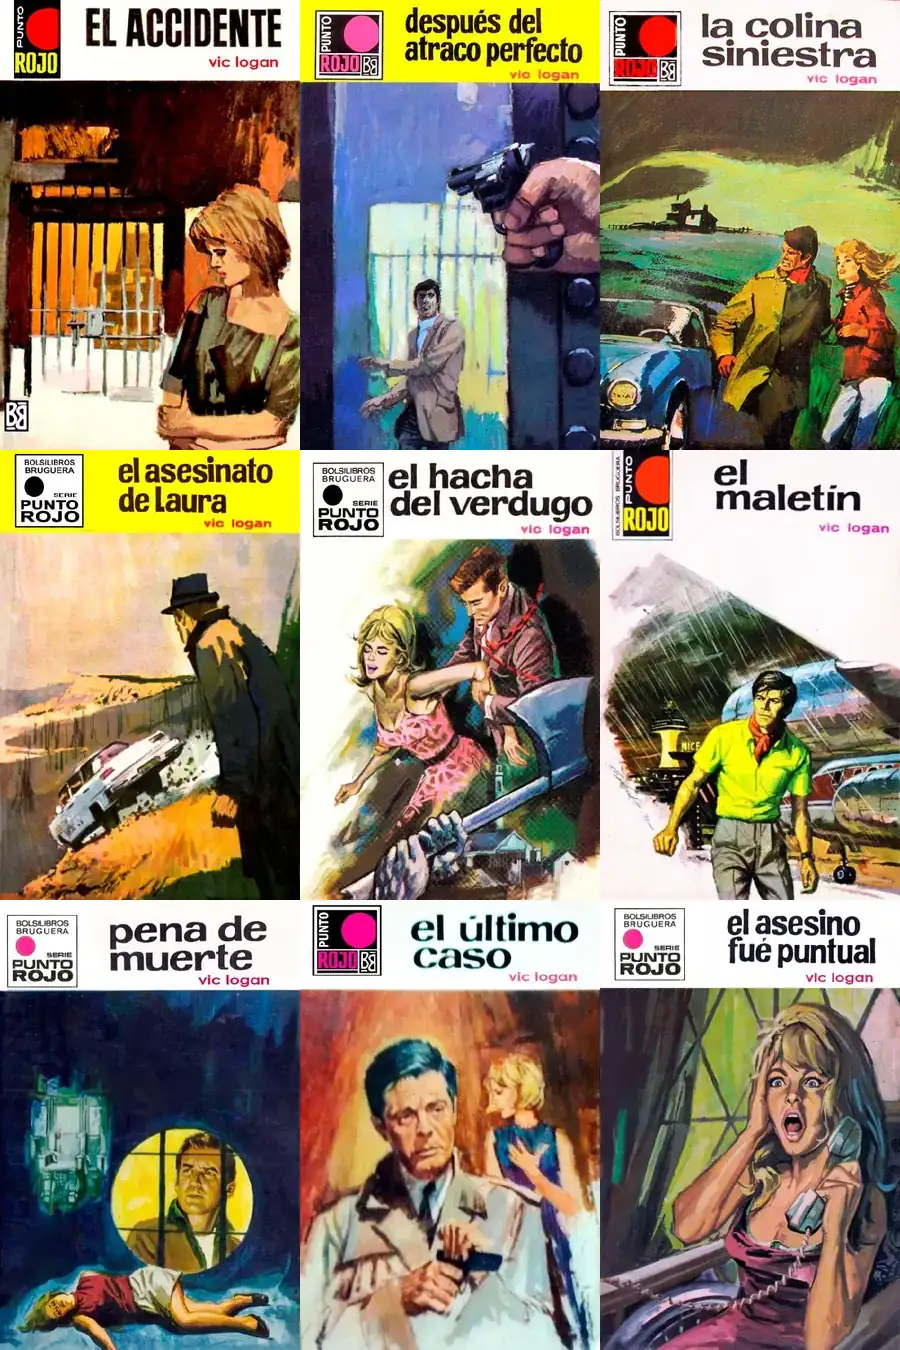 PUNTO
ROJO
EL ACCIDENTE
vic logan
BB
PUNTO
ROJO BB
después del
atraco perfecto
vic logan
PUNTO
ROJO BB
la colina
siniestra
vic logan
BOLSILIBROS
BRUGUERA
SERIE
PUNTO
ROJO
el asesinato
de Laura
vic logan
BOLSILIBROS
BRUGUERA
SERIE
PUNTO
ROJO
el hacha
del verdugo
vic logan
BOLSILIBROS BRUGUERA
PUNTO
ROJO
el
maletín
vic logan
NICE
BOLSILIBROS
BRUGUERA
SERIE
PUNTO
ROJO
pena de
muerte
vic logan
PUNTO
ROJO BB
el último
caso
vic logan
BOLSILIBROS
BRUGUERA
SERIE
PUNTO
ROJO
el asesino
fué puntual
vic logan